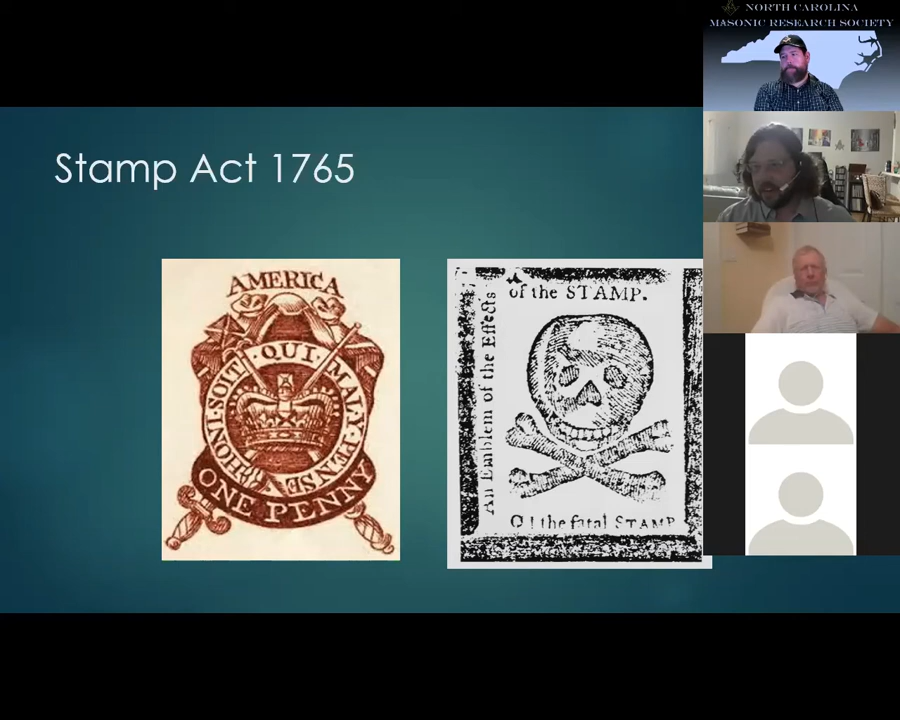 NORTH CAROLINA
MASONIC RESEARCH SOCIETY
Stamp Act 1765
AMERICA
HONI·SOIT·QUI·MAL·Y·PENSE
ONE PENNY
An Emblem of the Effects
of the STAMP.
O! the fatal STAMP